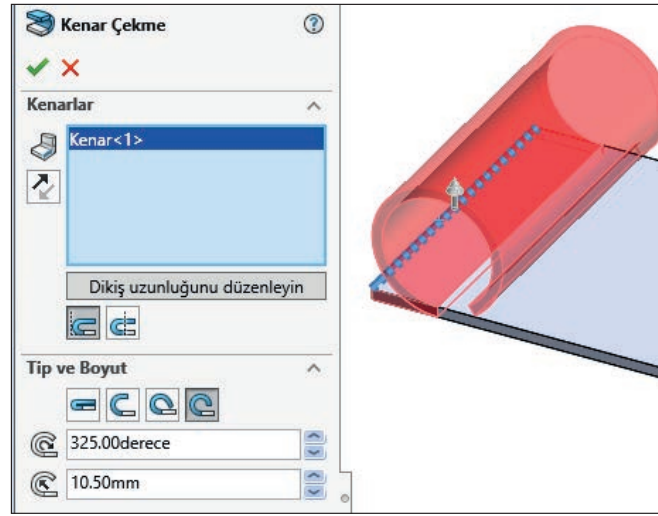 Kenar Çekme
Kenarlar
Kenar<1>
Dikiş uzunluğunu düzenleyin
Tip ve Boyut
325.00derece
10.50mm